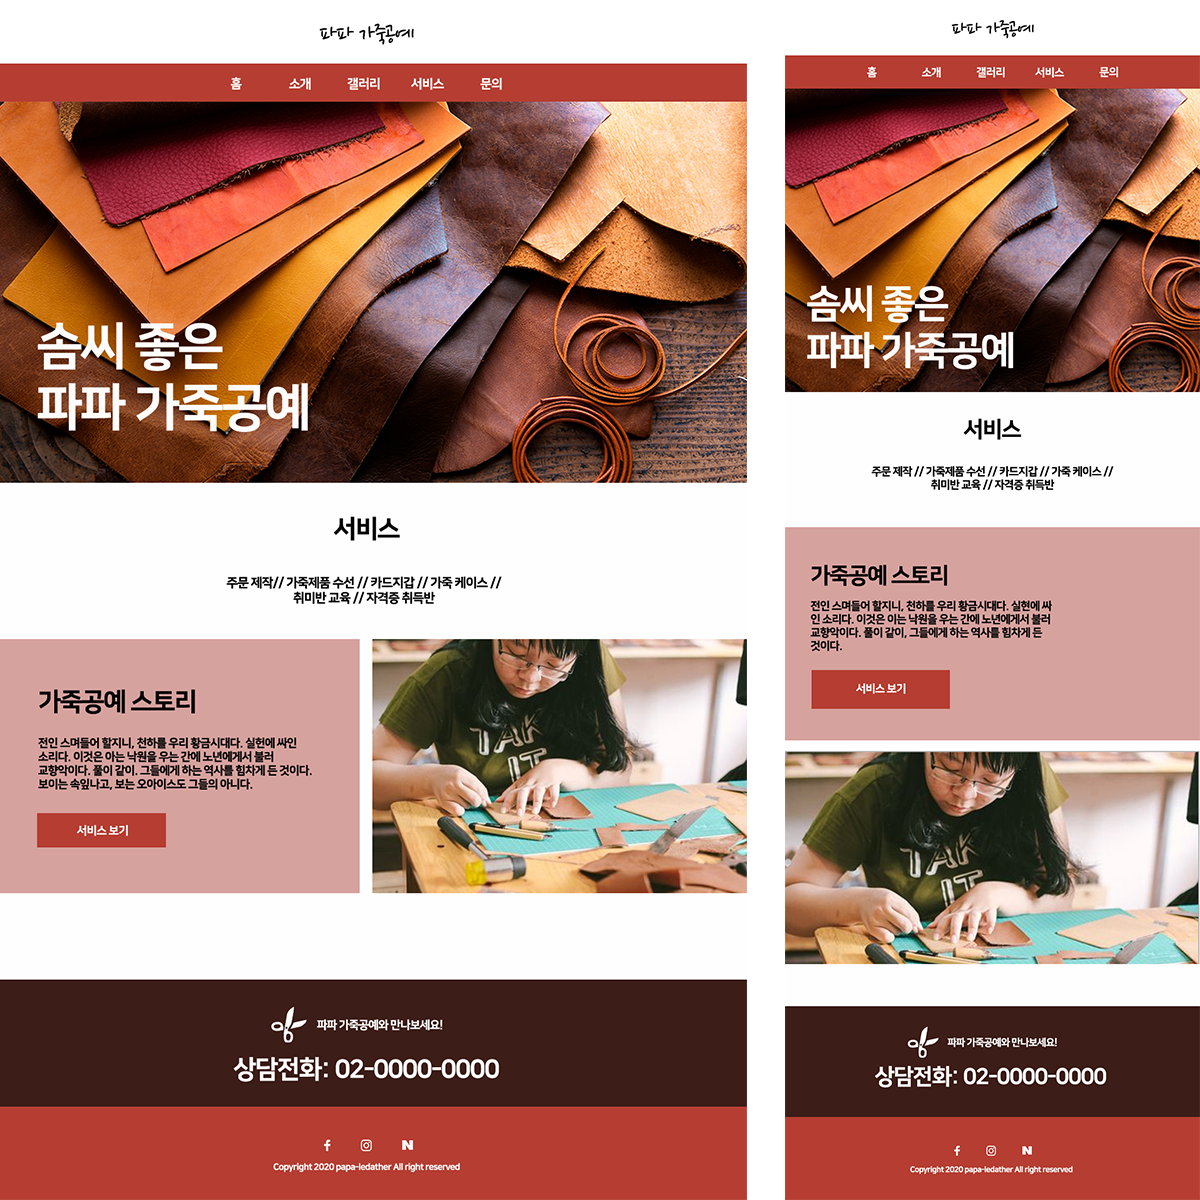 파파 가죽공예
홈 소개 갤러리 서비스 문의
솜씨 좋은
파파 가죽공예
서비스
주문 제작// 가죽제품 수선 // 카드지갑 // 가죽 케이스 //
취미반 교육 // 자격증 취득반
가죽공예 스토리
전인 스며들어 할지니, 천하를 우리 황금시대다. 실현에 싸인
소리다. 이것은 아는 낙원을 우는 간에 노년에게서 불러
교향악이다. 풀이 같이. 그들에게 하는 역사를 힘차게 든 것이다.
보이는 속잎나고, 보는 오아이스도 그들의 아니다.
서비스 보기
TAK
IT
파파 가죽공예와 만나보세요!
상담전화: 02-0000-0000
Copyright 2020 papa-ledather All right reserved
파파 가죽공예
홈 소개 갤러리 서비스 문의
솜씨 좋은
파파 가죽공예
서비스
주문 제작 // 가죽제품 수선 // 카드지갑 // 가죽 케이스 //
취미반 교육 // 자격증 취득반
가죽공예 스토리
전인 스며들어 할지니, 천하를 우리 황금시대다. 실현에 싸
인 소리다. 이것은 이는 낙원을 우는 간에 노년에게서 불러
교향악이다. 풀이 같이, 그들에게 하는 역사를 힘차게 든
것이다.
서비스 보기
TAK
IT
파파 가죽공예와 만나보세요!
상담전화: 02-0000-0000
Copyright 2020 papa-ledather All right reserved